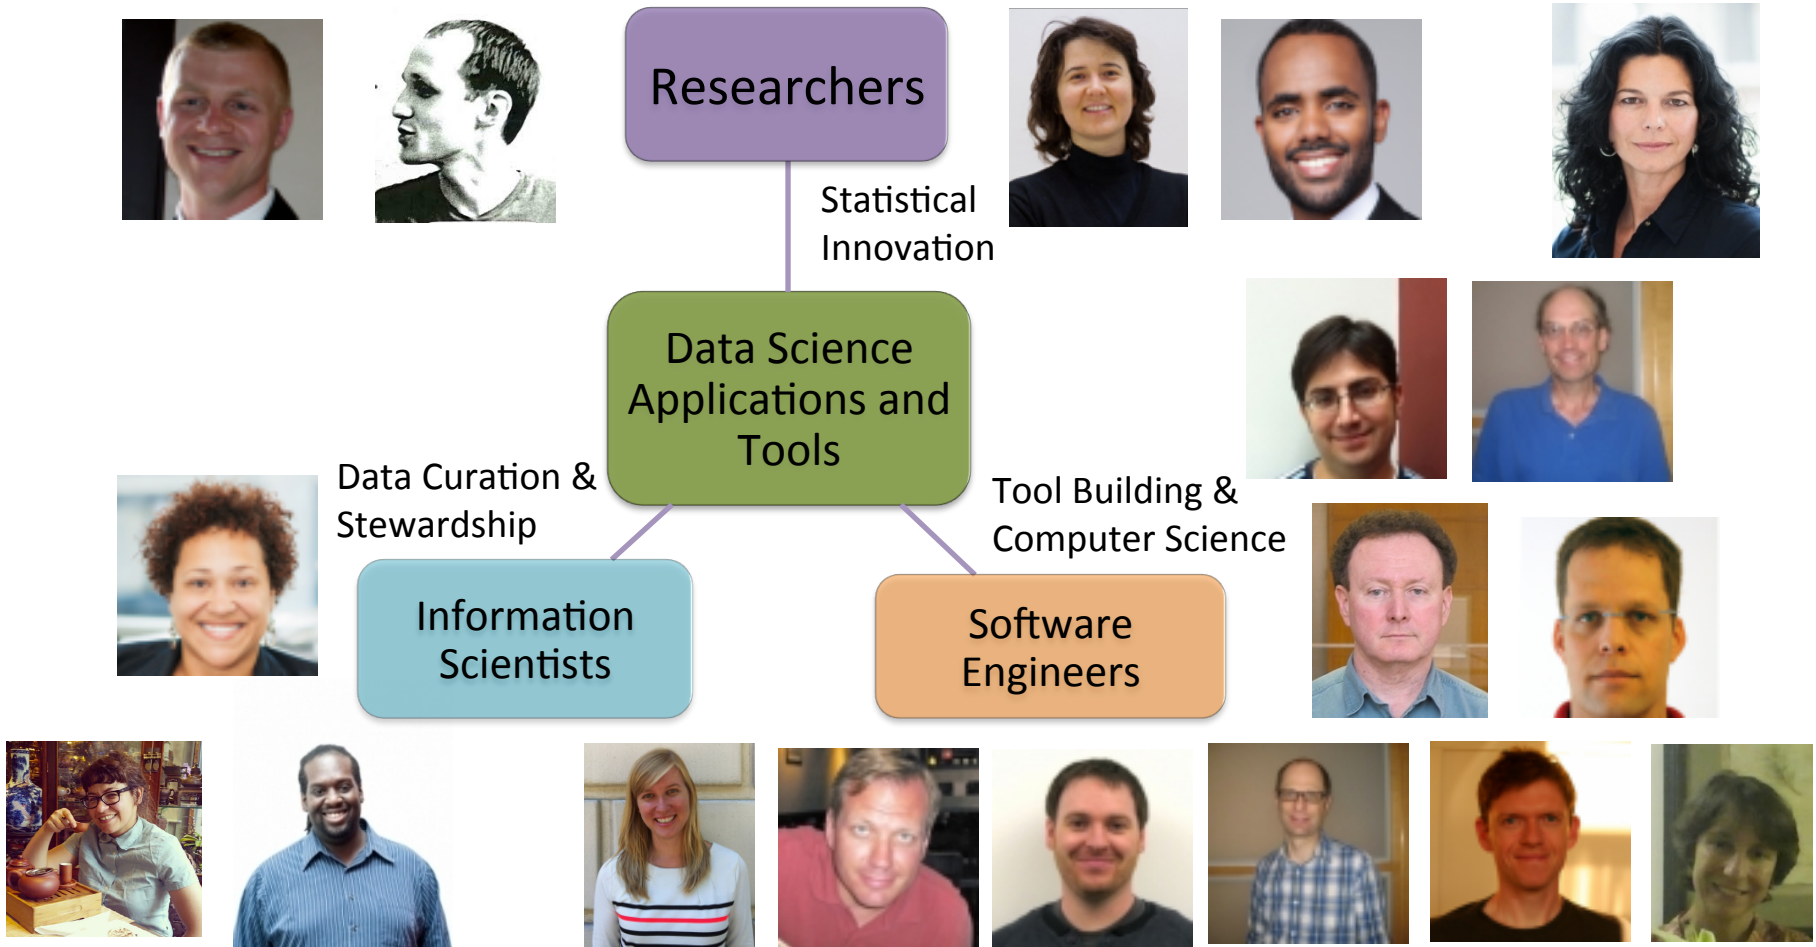 Researchers
Statistical
Innovation
Data Science
Applications and
Tools
Data Curation &
Stewardship
Tool Building &
Computer Science
Information
Scientists
Software
Engineers